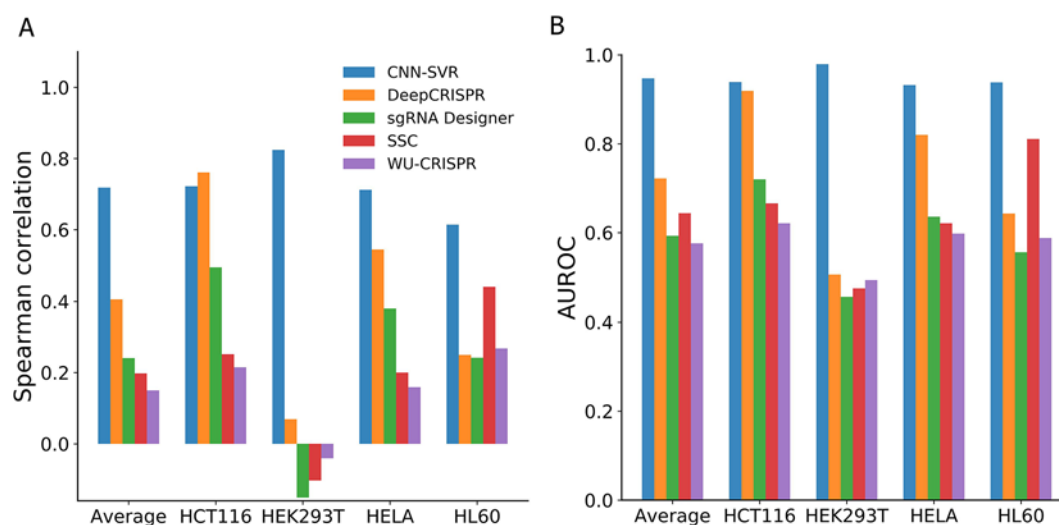 A
Spearman correlation
1.0
0.8
0.6
0.4
0.2
0.0
CNN-SVR
DeepCRISPR
sgRNA Designer
SSC
WU-CRISPR
Average HCT116 HEK293T HELA HL60
B
AUROC
1.0
0.8
0.6
0.4
0.2
0.0
Average HCT116 HEK293T HELA HL60